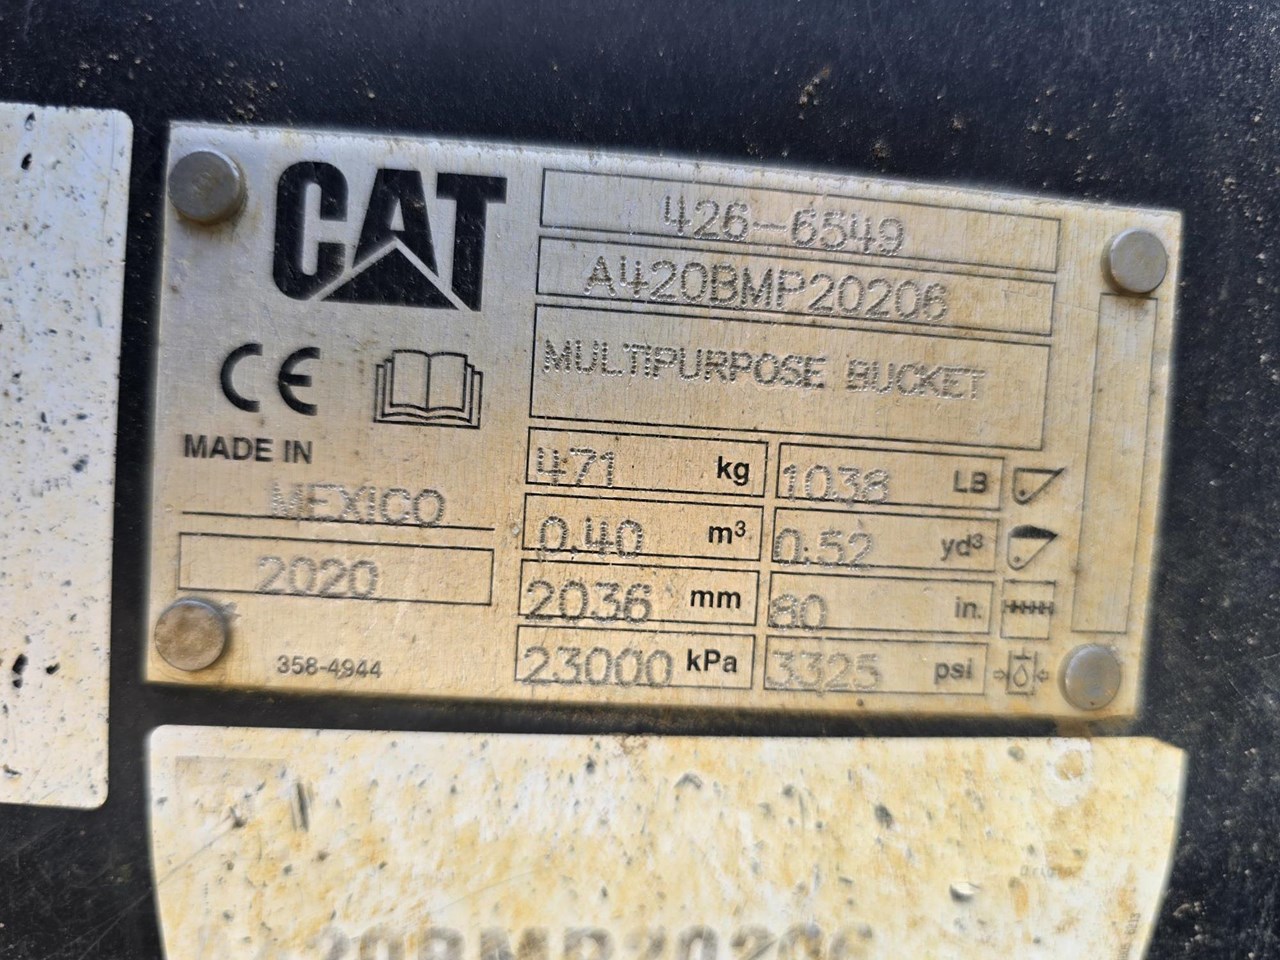 CAT
426-6549
A420BMP20206
MULTIPURPOSE BUCKET
CE
MADE IN
MEXICO
2020
358-4944
471 kg 1038 LB
0.40 m³ 0.52 yd³
2036 mm 80 in.
23000 kPa 3325 psi
20BMP20206